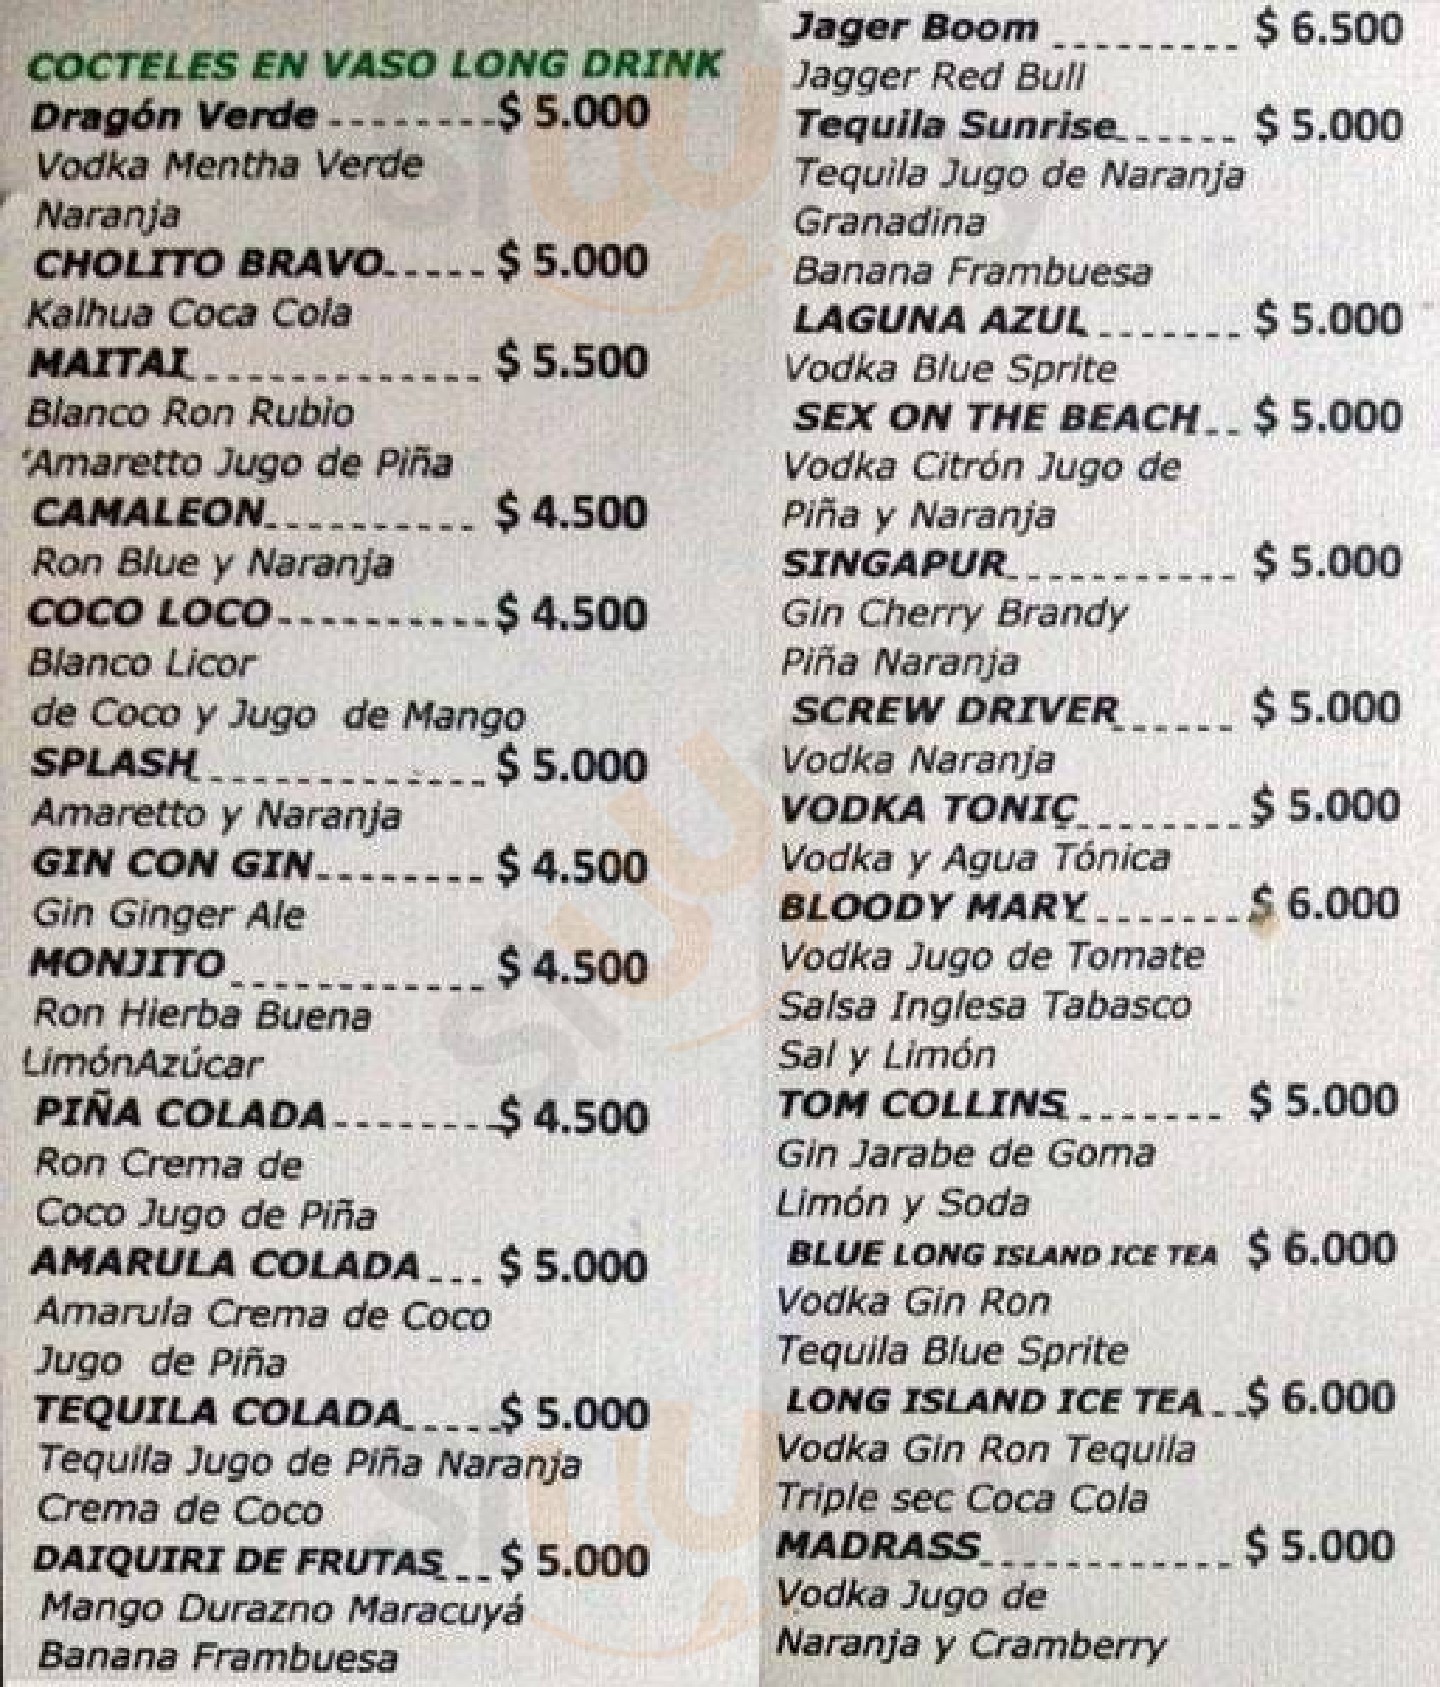 COCTELES EN VASO LONG DRINK
Dragón Verde --------- $ 5.000
Vodka Mentha Verde
Naranja
CHOLITO BRAVO----- $ 5.000
Kalhua Coca Cola
MAITAI-------------- $ 5.500
Blanco Ron Rubio
'Amaretto Jugo de Piña
CAMALEON---------- $ 4.500
Ron Blue y Naranja
COCO LOCO---------- $ 4.500
Blanco Licor
de Coco y Jugo de Mango
SPLASH------------- $ 5.000
Amaretto y Naranja
GIN CON GIN-------- $ 4.500
Gin Ginger Ale
MONJITO ------------ $ 4.500
Ron Hierba Buena
LimónAzúcar
PIÑA COLADA-------- $ 4.500
Ron Crema de
Coco Jugo de Piña
AMARULA COLADA--- $ 5.000
Amarula Crema de Coco
Jugo de Piña
TEQUILA COLADA----- $ 5.000
Tequila Jugo de Piña Naranja
Crema de Coco
DAIQUIRI DE FRUTAS--- $ 5.000
Mango Durazno Maracuyá
Banana Frambuesa
Jager Boom --------- $ 6.500
Jagger Red Bull
Tequila Sunrise------ $ 5.000
Tequila Jugo de Naranja
Granadina
Banana Frambuesa
LAGUNA AZUL------- $ 5.000
Vodka Blue Sprite
SEX ON THE BEACH-- $ 5.000
Vodka Citrón Jugo de
Piña y Naranja
SINGAPUR----------- $ 5.000
Gin Cherry Brandy
Piña Naranja
SCREW DRIVER------ $ 5.000
Vodka Naranja
VODKA TONIC-------- $ 5.000
Vodka y Agua Tónica
BLOODY MARY------- $ 6.000
Vodka Jugo de Tomate
Salsa Inglesa Tabasco
Sal y Limón
TOM COLLINS------- $ 5.000
Gin Jarabe de Goma
Limón y Soda
BLUE LONG ISLAND ICE TEA $ 6.000
Vodka Gin Ron
Tequila Blue Sprite
LONG ISLAND ICE TEA-- $ 6.000
Vodka Gin Ron Tequila
Triple sec Coca Cola
MADRASS------------ $ 5.000
Vodka Jugo de
Naranja y Cramberry